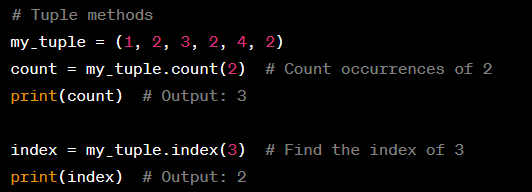 # Tuple methods
my_tuple = (1, 2, 3, 2, 4, 2)
count = my_tuple.count(2)  # Count occurrences of 2
print(count)  # Output: 3

index = my_tuple.index(3)  # Find the index of 3
print(index)  # Output: 2